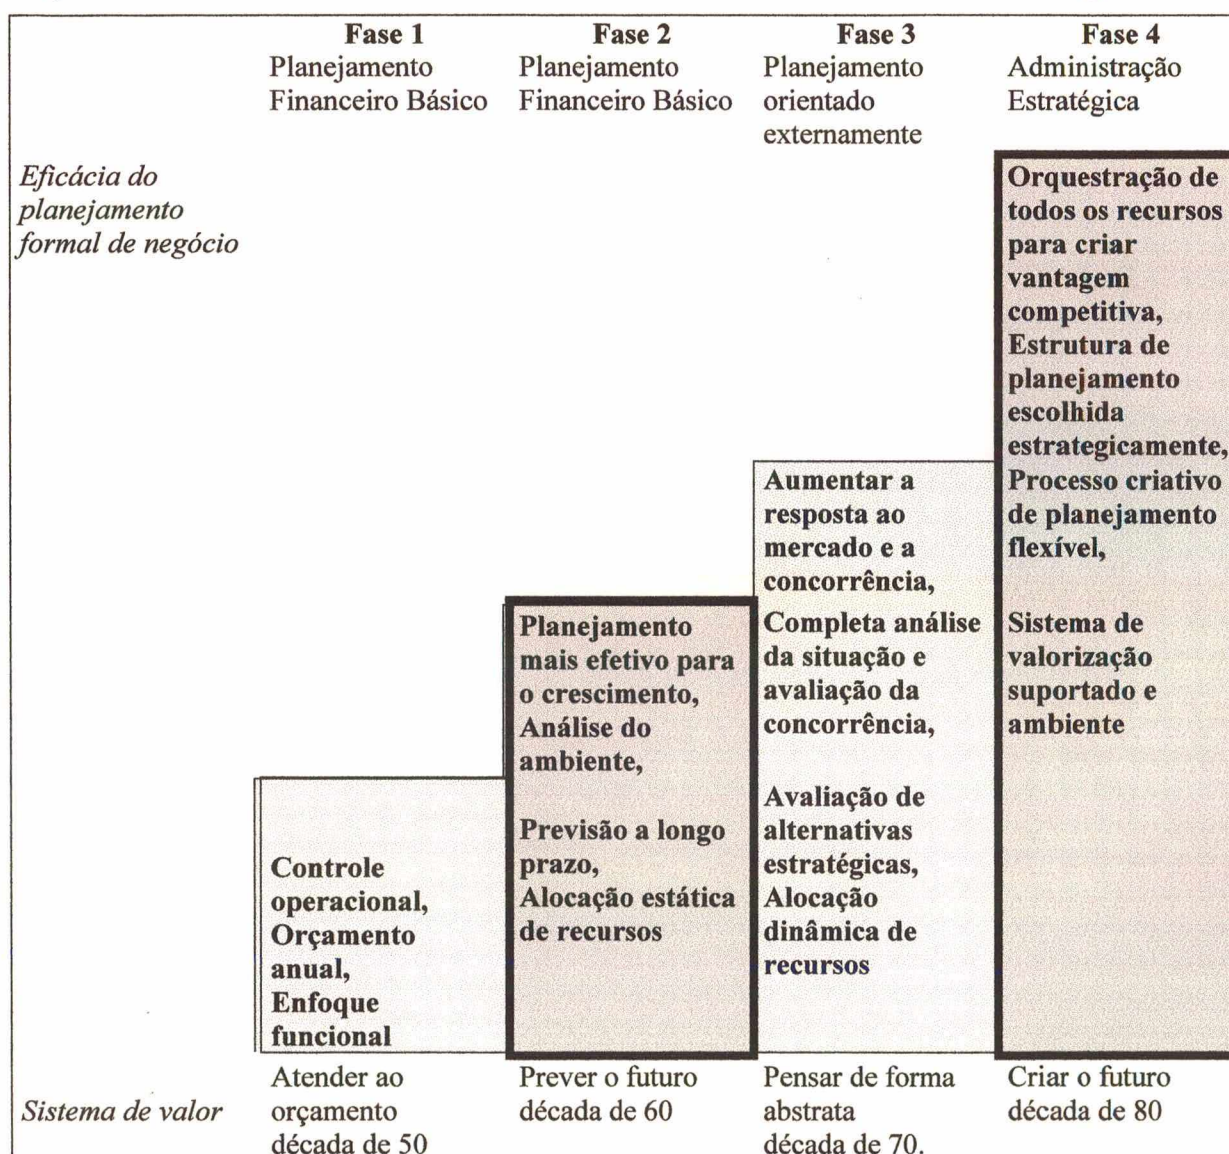 Fase 1
Planejamento
Financeiro Básico
Fase 2
Planejamento
Financeiro Básico
Fase 3
Planejamento
orientado
externamente
Fase 4
Administração
Estratégica
Eficácia do
planejamento
formal de negócio
Controle
operacional,
Orçamento
anual,
Enfoque
funcional
Planejamento
mais efetivo para
o crescimento,
Análise do
ambiente,
Previsão a longo
prazo,
Alocação estática
de recursos
Aumentar a
resposta ao
mercado e a
concorrência,
Completa análise
da situação e
avaliação da
concorrência,
Avaliação de
alternativas
estratégicas,
Alocação
dinâmica de
recursos
Orquestração de
todos os recursos
para criar
vantagem
competitiva,
Estrutura de
planejamento
escolhida
estrategicamente,
Processo criativo
de planejamento
flexível,
Sistema de
valorização
suportado e
ambiente
Sistema de valor
Atender ao
orçamento
década de 50
Prever o futuro
década de 60
Pensar de forma
abstrata
década de 70.
Criar o futuro
década de 80